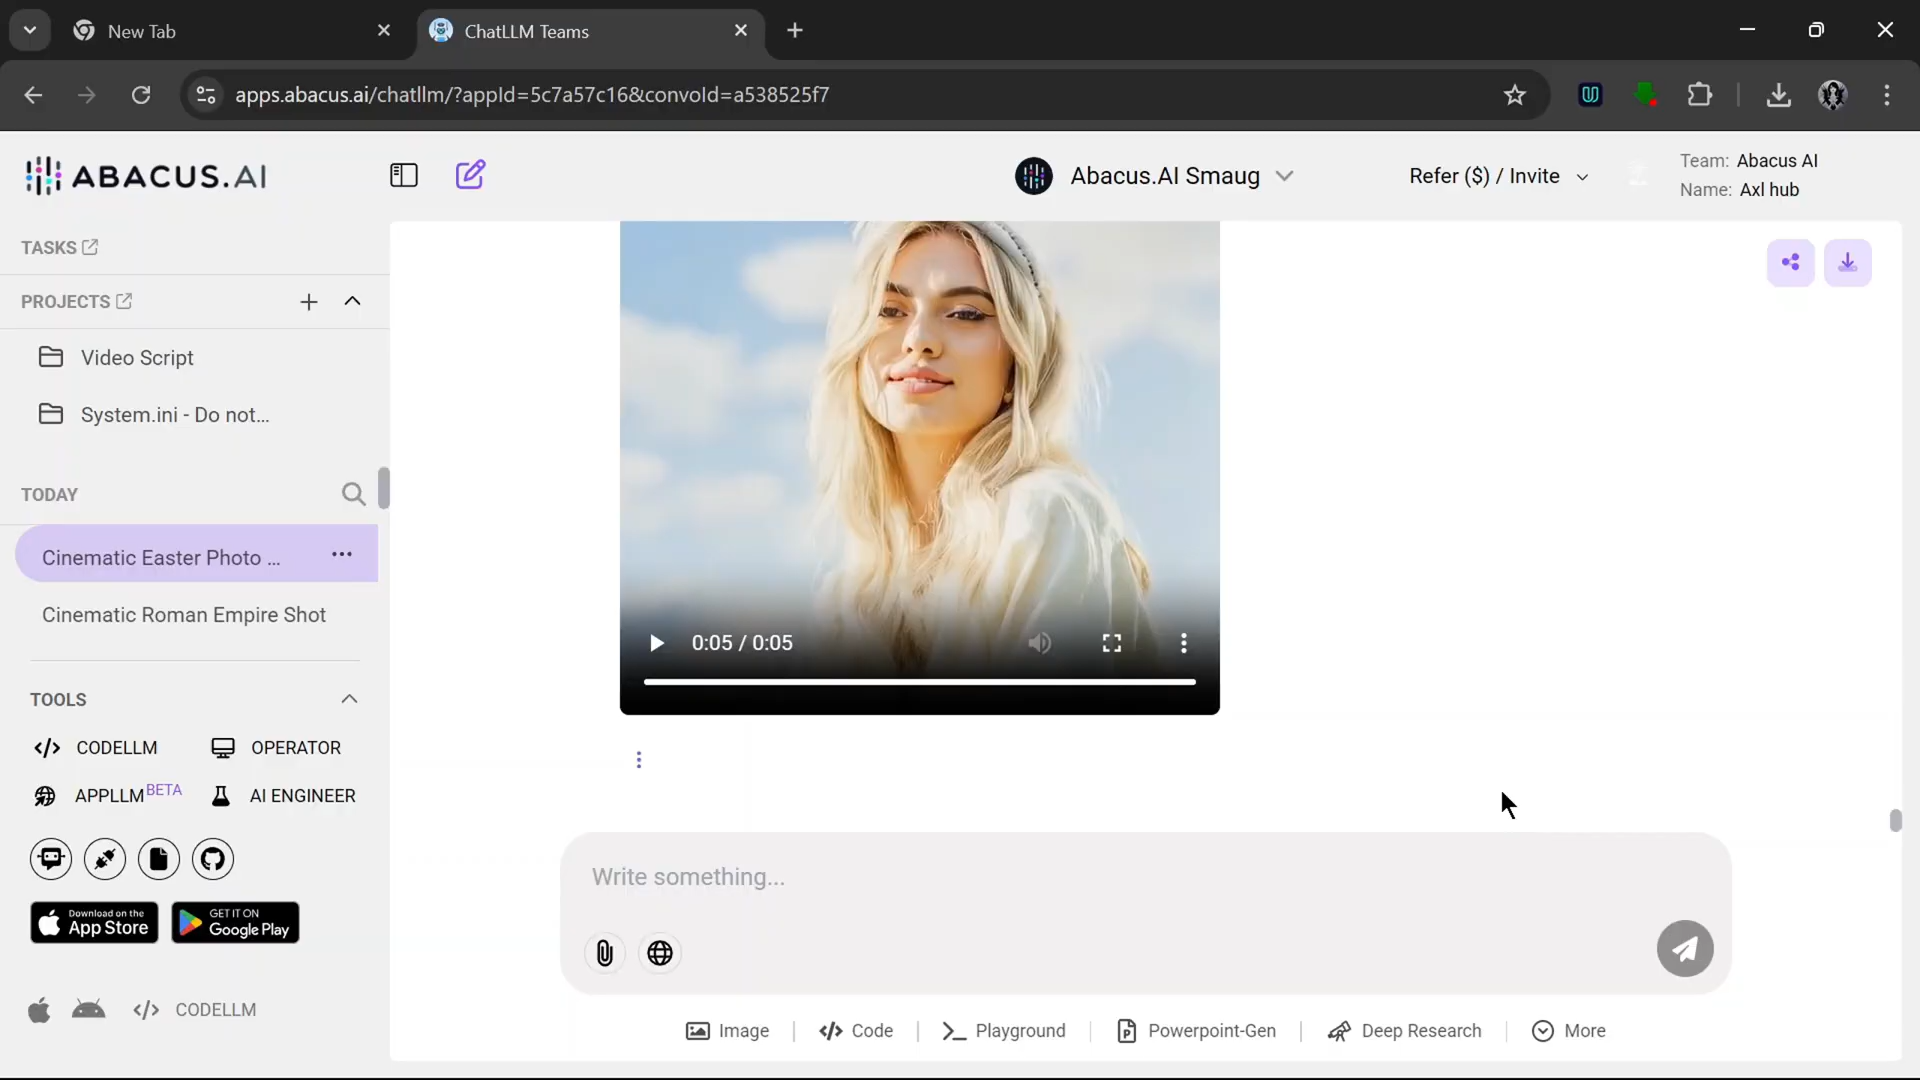 New Tab
ChatLLM Teams
apps.abacus.ai/chatllm/?appId=5c7a57c16&convoId=a538525f7
ABACUS.AI
Abacus.AI Smaug
Refer ($) / Invite
Team: Abacus AI
Name: Axl hub
TASKS
PROJECTS
Video Script
System.ini - Do not...
TODAY
Cinematic Easter Photo ...
Cinematic Roman Empire Shot
TOOLS
CODELLM
OPERATOR
APPLLM BETA
AI ENGINEER
Download on the
App Store
GET IT ON
Google Play
CODELLM
0:05 / 0:05
Write something...
Image
Code
Playground
Powerpoint-Gen
Deep Research
More